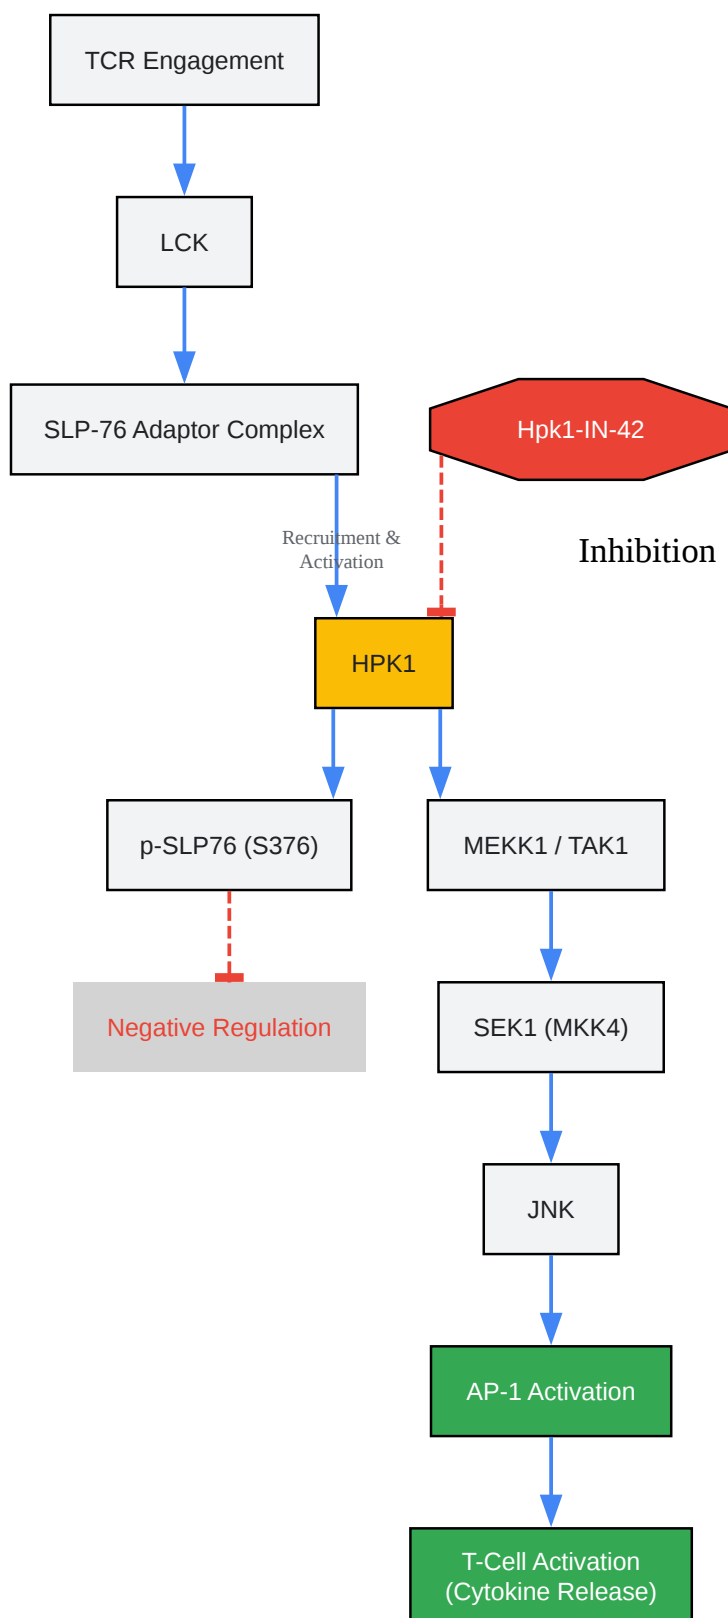 TCR Engagement
LCK
SLP-76 Adaptor Complex
Hpk1-IN-42
Recruitment &
Activation
Inhibition
HPK1
p-SLP76 (S376)
MEKK1 / TAK1
Negative Regulation
SEK1 (MKK4)
JNK
AP-1 Activation
T-Cell Activation
(Cytokine Release)